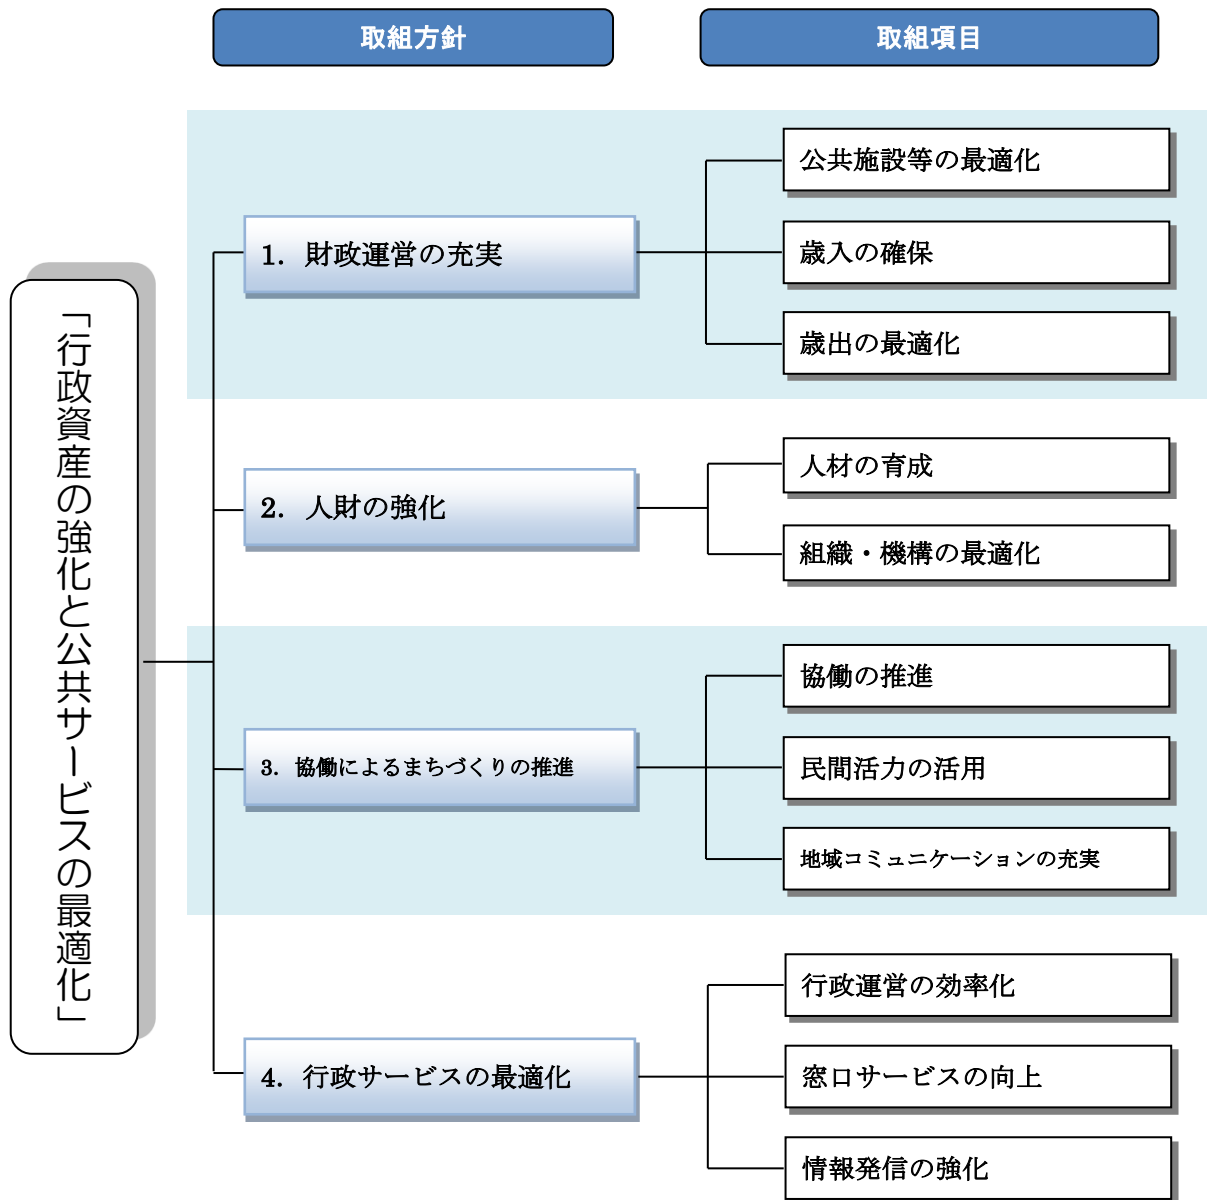 取組方針
取組項目
「行政資産の強化と公共サービスの最適化」
1. 財政運営の充実
公共施設等の最適化
歳入の確保
歳出の最適化
2. 人財の強化
人材の育成
組織・機構の最適化
3. 協働によるまちづくりの推進
協働の推進
民間活力の活用
地域コミュニケーションの充実
4. 行政サービスの最適化
行政運営の効率化
窓口サービスの向上
情報発信の強化